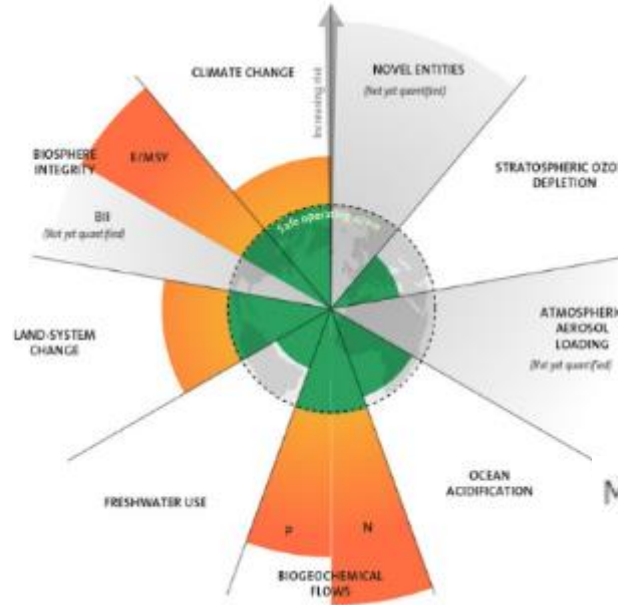 CLIMATE CHANGE
Increasing risk
NOVEL ENTITIES
(Not yet quantified)
STRATOSPHERIC OZO
DEPLETION
BIOSPHERE
INTEGRITY
E/MSY
BII
(Not yet quantified)
Safe operating space
LAND-SYSTEM
CHANGE
ATMOSPHERIC
AEROSOL
LOADING
(Not yet quantified)
FRESHWATER USE
OCEAN
ACIDIFICATION
M
P
N
BIOGEOCHEMICAL
FLOWS